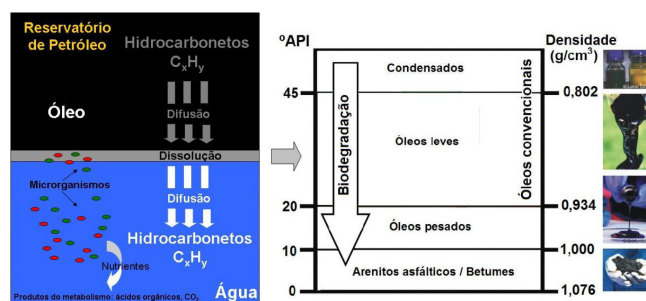 Reservatório
de Petróleo
Hidrocarbonetos
CxHy
Óleo
Difusão
Dissolução
Microrganismos
Difusão
Hidrocarbonetos
CxHy
Nutrientes
Água
Produtos do metabolismo: ácidos orgânicos, CO2
ºAPI
Densidade
(g/cm³)
Condensados
45
0,802
Biodegradação
Óleos leves
Óleos convencionais
20
0,934
Óleos pesados
10
1,000
Arenitos asfálticos / Betumes
0
1,076